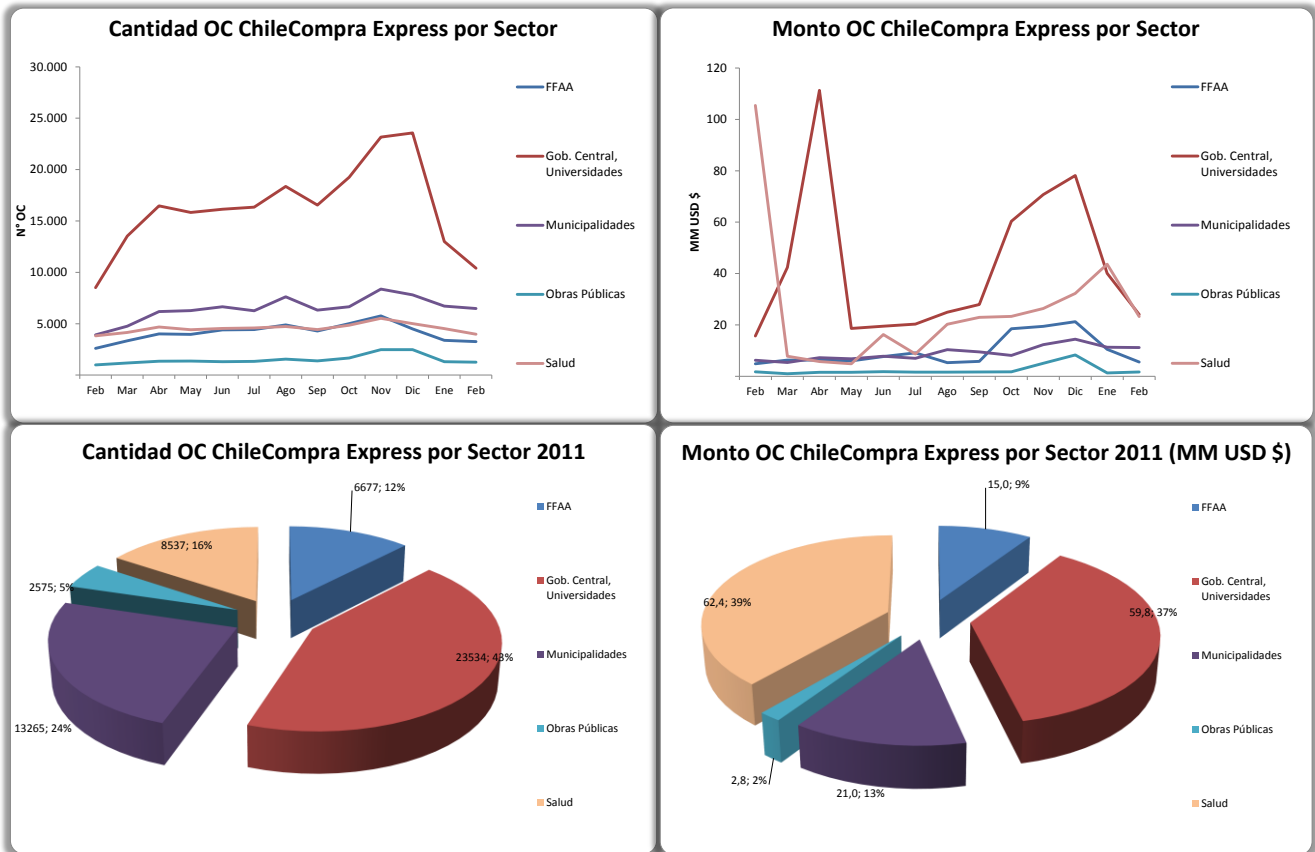 Cantidad OC ChileCompra Express por Sector
30.000
25.000
20.000
15.000
10.000
5.000
N° OC
Feb Mar Abr May Jun Jul Ago Sep Oct Nov Dic Ene Feb
FFAA
Gob. Central,
Universidades
Municipalidades
Obras Públicas
Salud
Monto OC ChileCompra Express por Sector
120
100
80
60
40
20
MM USD $
Feb Mar Abr May Jun Jul Ago Sep Oct Nov Dic Ene Feb
FFAA
Gob. Central,
Universidades
Municipalidades
Obras Públicas
Salud
Cantidad OC ChileCompra Express por Sector 2011
6677; 12%
8537; 16%
2575; 5%
23534; 43%
13265; 24%
FFAA
Gob. Central,
Universidades
Municipalidades
Obras Públicas
Salud
Monto OC ChileCompra Express por Sector 2011 (MM USD $)
15,0; 9%
62,4; 39%
59,8; 37%
2,8; 2%
21,0; 13%
FFAA
Gob. Central,
Universidades
Municipalidades
Obras Públicas
Salud